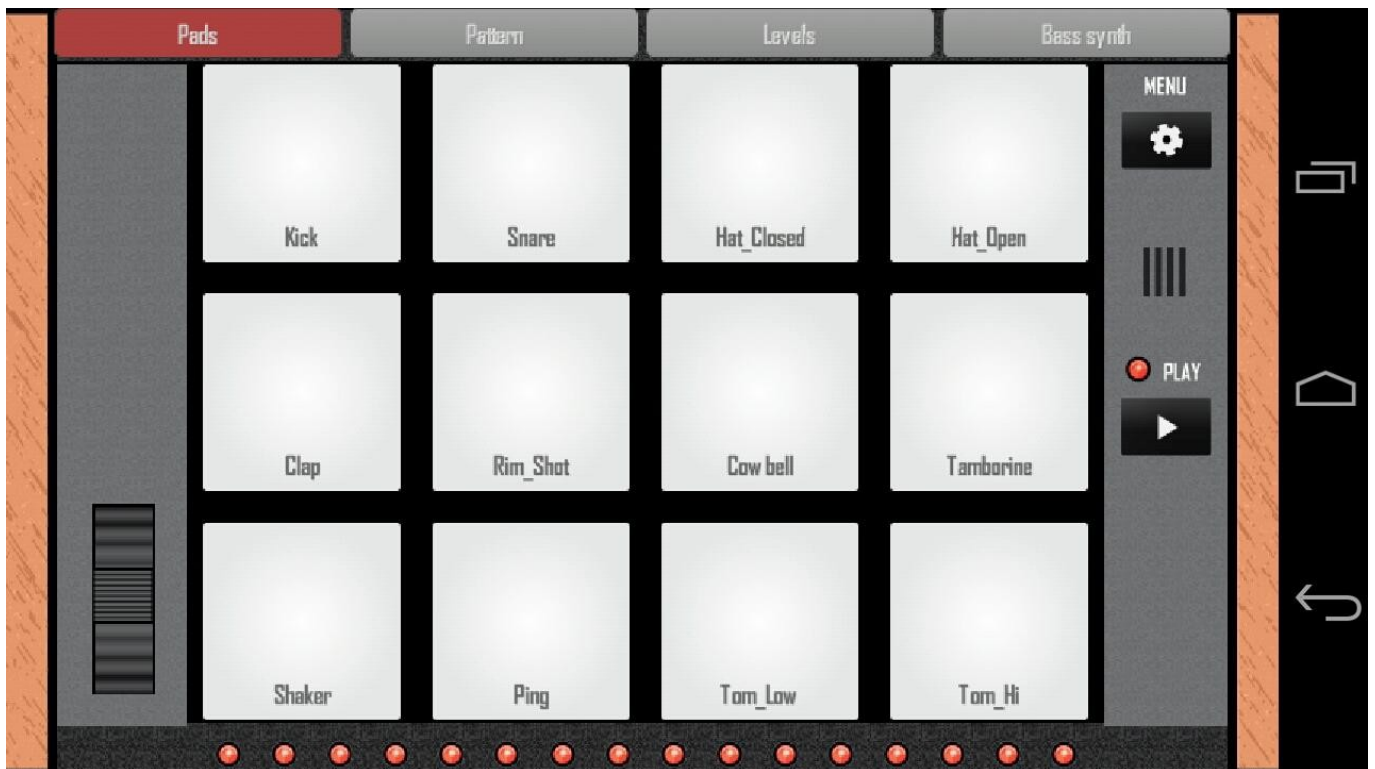 Pads
Pattern
Levels
Bass synth
MENU
Kick
Snare
Hat_Closed
Hat_Open
PLAY
Clap
Rim_Shot
Cow bell
Tamborine
Shaker
Ping
Tom_Low
Tom_Hi